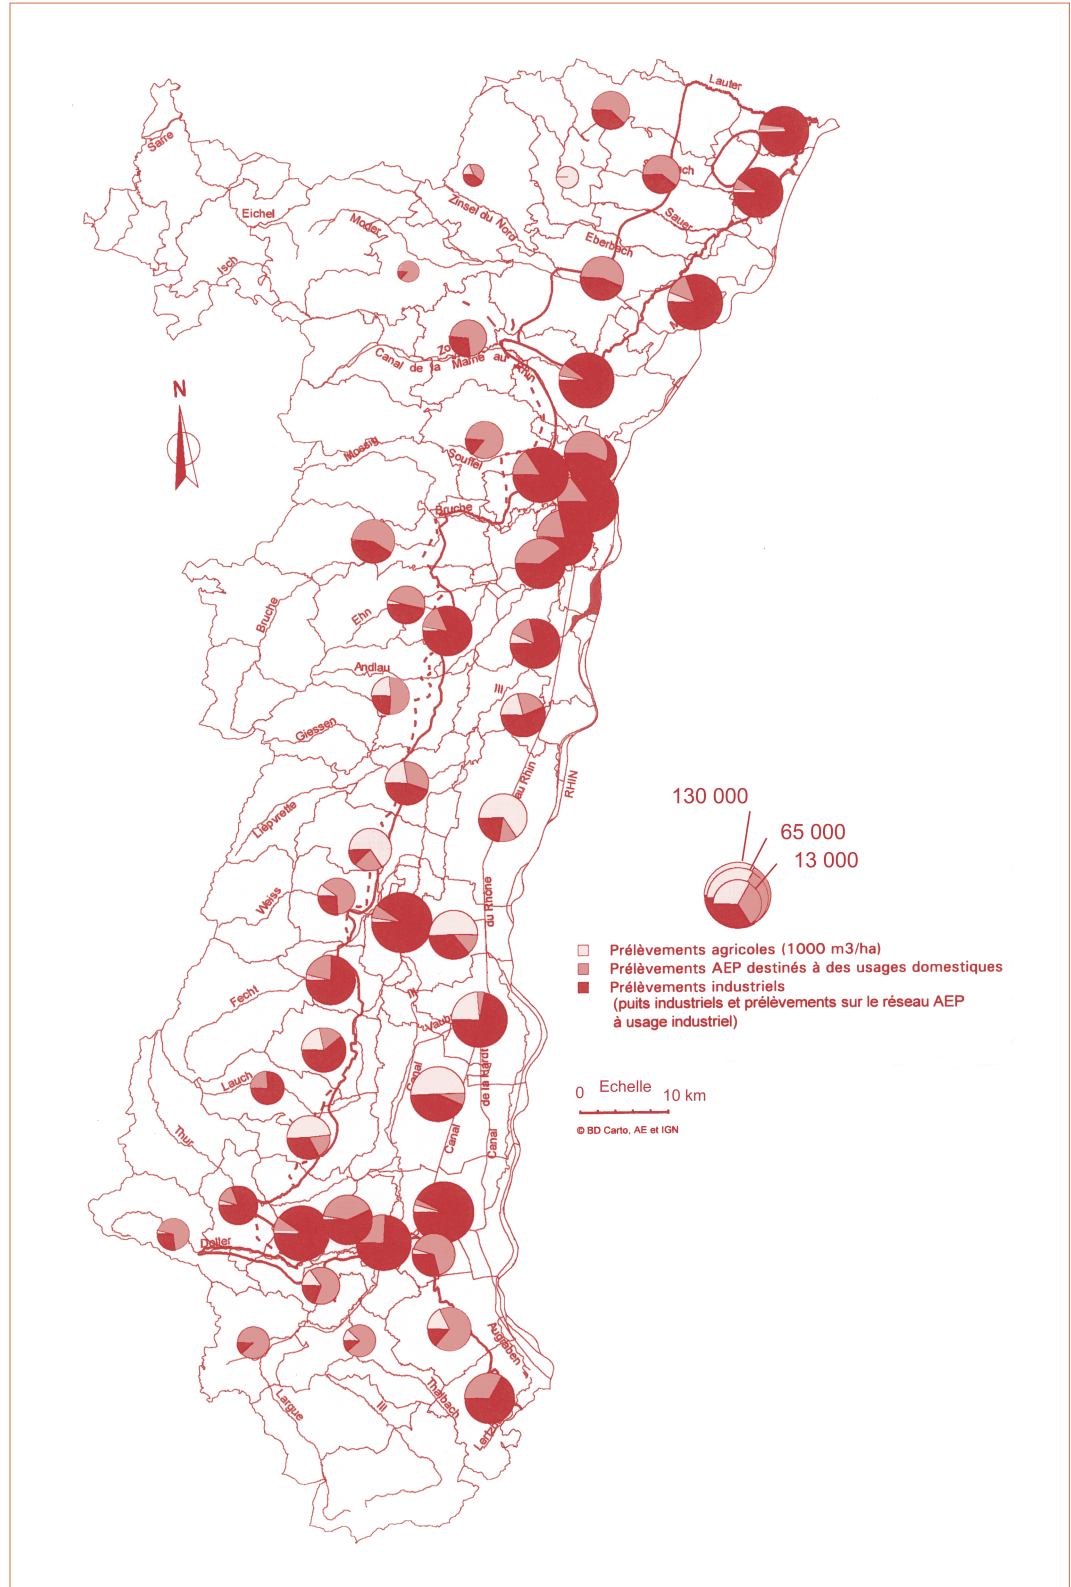 Lauter
Sarre
Eichel
Isch
Moder
Zinsel du Nord
Sauer
Eberbach
Canal de la Marne au Rhin
Mossig
Souffel
Bruche
N
Bruche
Ehn
Andlau
Giessen
Ill
au Rhin
RHIN
Liepvrette
Weiss
du Rhône
130 000
65 000
13 000
Prélèvements agricoles (1000 m3/ha)
Prélèvements AEP destinés à des usages domestiques
Prélèvements industriels
(puits industriels et prélèvements sur le réseau AEP
à usage industriel)
Fecht
Ill
Vaub
Lauch
Canal
de la Hardt
Echelle
0 10 km
© BD Carto, AE et IGN
Thur
Canal
Canal
Doller
Augraben
Thalbach
Largue
Ill